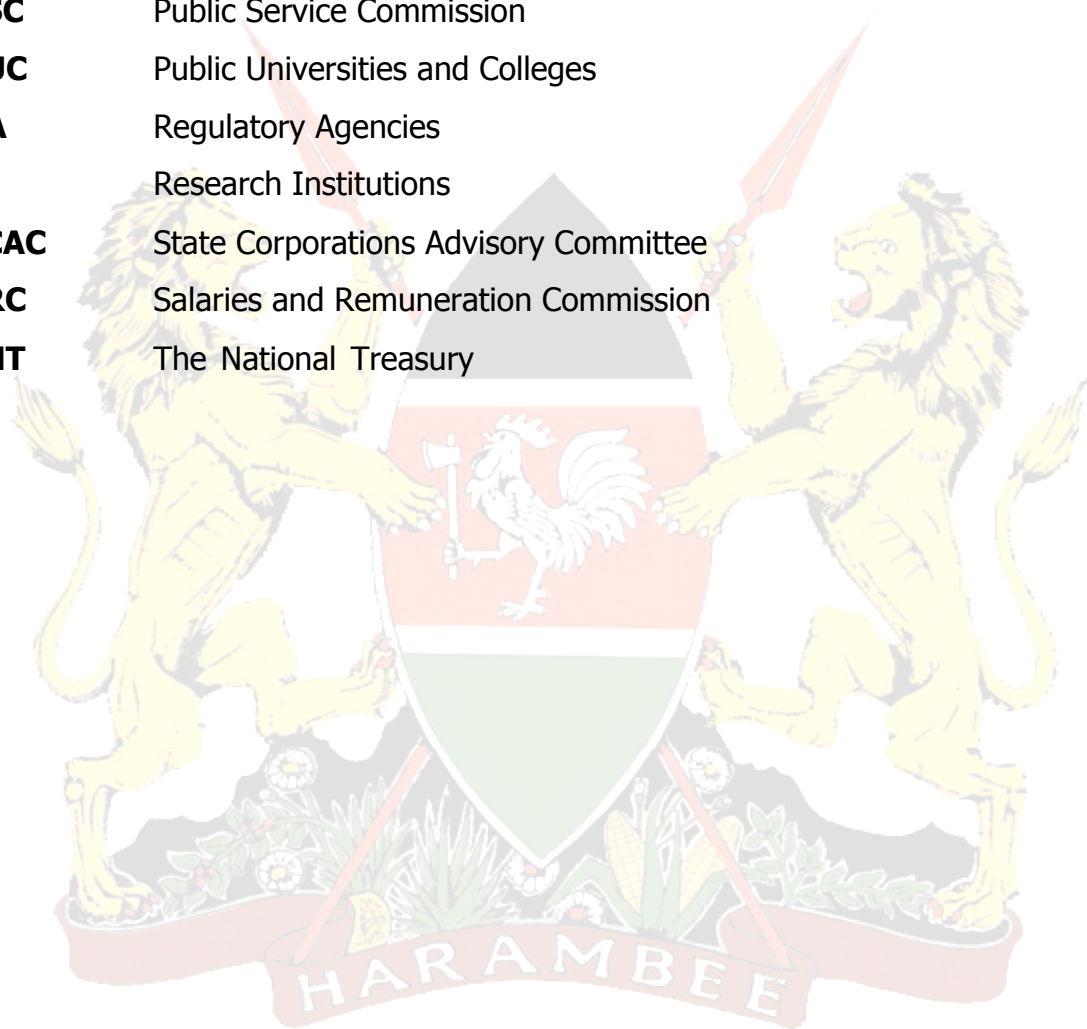 SC Public Service Commission
UC Public Universities and Colleges
A Regulatory Agencies
Research Institutions
CAC State Corporations Advisory Committee
RC Salaries and Remuneration Commission
NT The National Treasury
HARAMBEE